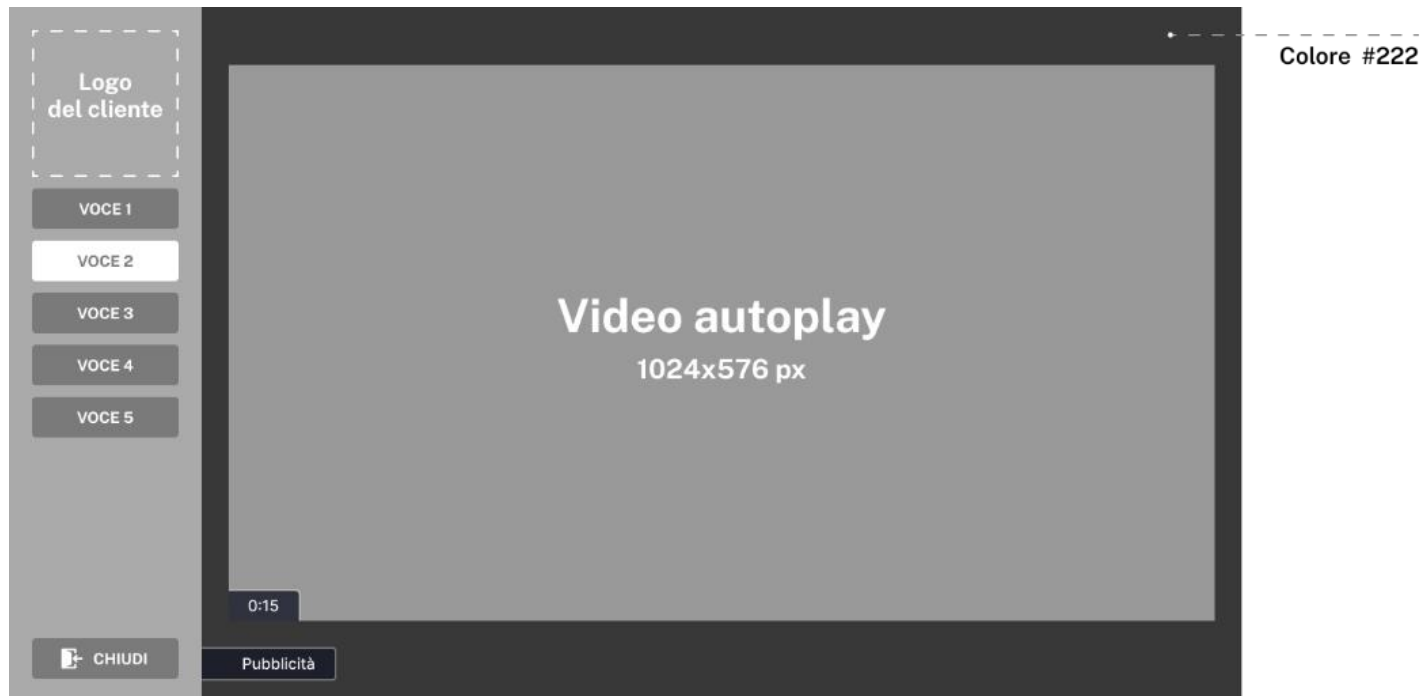 Logo
del cliente
VOCE 1
VOCE 2
VOCE 3
VOCE 4
VOCE 5
CHIUDI
Video autoplay
1024x576 px
0:15
Pubblicità
Colore #222